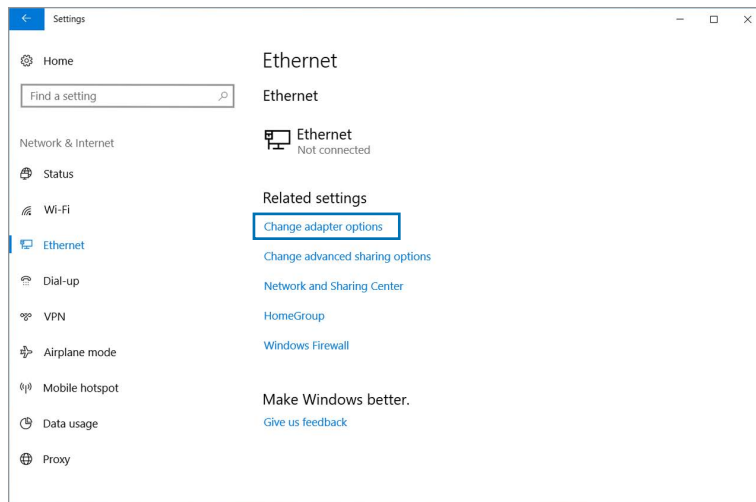 Settings
Home
Find a setting
Network & Internet
Status
Wi-Fi
Ethernet
Dial-up
VPN
Airplane mode
Mobile hotspot
Data usage
Proxy
Ethernet
Ethernet
Ethernet
Not connected
Related settings
Change adapter options
Change advanced sharing options
Network and Sharing Center
HomeGroup
Windows Firewall
Make Windows better.
Give us feedback